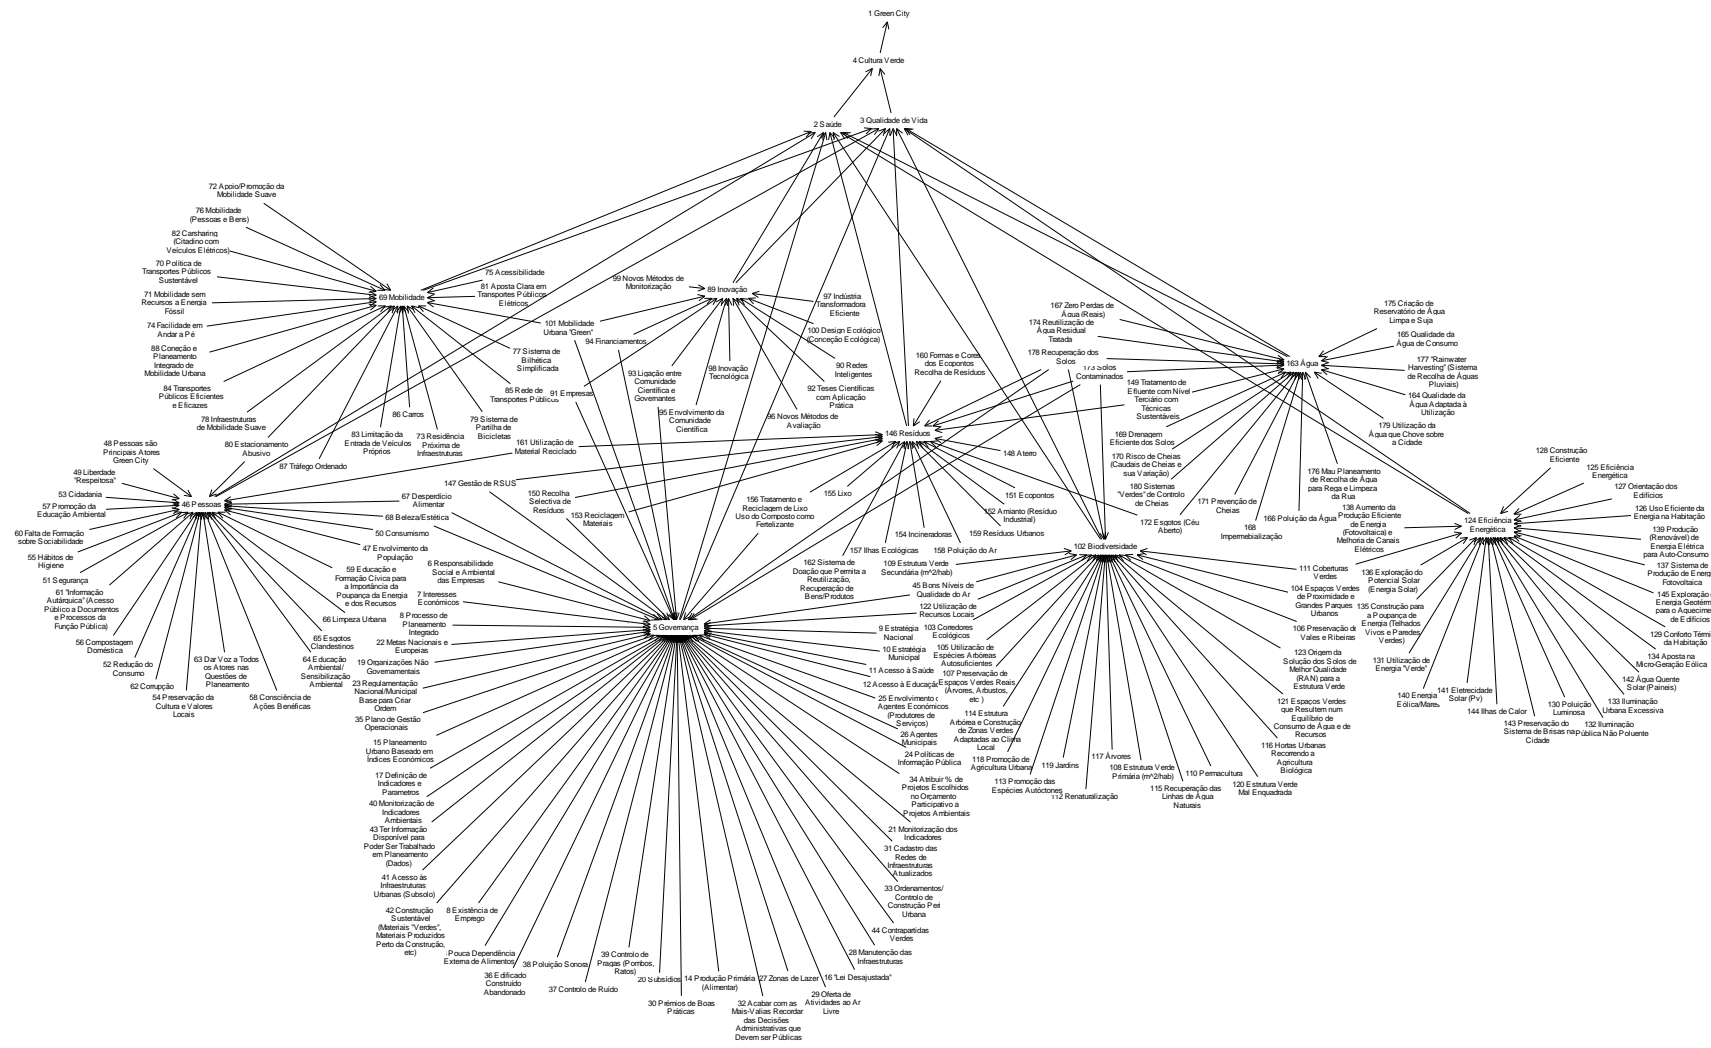 1 Green City
4 Cultura Verde
2 Saúde
3 Qualidade de Vida
72 Apoio/Promoção da
Mobilidade Suave
76 Mobilidade
(Pessoas e Bens)
82 Carsharing
(Citadino com
Veículos Elétricos)
70 Política de
Transportes Públicos
Sustentável
71 Mobilidade sem
Recursos a Energia
Fóssil
74 Facilidade em
Andar a Pé
88 Coneção e
Planeamento
Integrado de
Mobilidade Urbana
84 Transportes
Públicos Eficientes
e Eficazes
78 Infraestruturas
de Mobilidade Suave
80 Estacionamento
Abusivo
87 Tráfego Ordenado
69 Mobilidade
75 Acessibilidade
81 Aposta Clara em
Transportes Públicos
Elétricos
101 Mobilidade
Urbana "Green"
77 Sistema de
Bilhética
Simplificada
85 Rede de
Transportes Públicos
79 Sistema de
Partilha de
Bicicletas
86 Carros
73 Residência
Próxima de
Infraestruturas
83 Limitação da
Entrada de Veículos
Próprios
99 Novos Métodos de
Monitorização
89 Inovação
97 Indústria
Transformadora
Eficiente
100 Design Ecológico
(Conceção Ecológica)
90 Redes
Inteligentes
92 Teses Científicas
com Aplicação
Prática
96 Novos Métodos de
Avaliação
98 Inovação
Tecnológica
95 Envolvimento da
Comunidade
Científica
93 Ligação entre
Comunidade
Científica e
Governantes
94 Financiamentos
91 Empresas
161 Utilização de
Material Reciclado
147 Gestão de RSUS
150 Recolha
Selectiva de
Resíduos
153 Reciclagem
Materiais
156 Tratamento e
Reciclagem de Lixo
Uso do Composto como
Fertelizante
155 Lixo
162 Sistema de
Doação que Permita a
Reutilização,
Recuperação de
Bens/Produtos
157 Ilhas Ecológicas
154 Incineradoras
158 Poluição do Ar
159 Resíduos Urbanos
152 Amianto (Resíduo
Industrial)
151 Ecopontos
148 Aterro
146 Resíduos
160 Formas e Cores
dos Ecopontos
Recolha de Resíduos
167 Zero Perdas de
Água (Reais)
174 Reutilização de
Água Residual
Tratada
178 Recuperação dos
Solos
173 Solos
Contaminados
149 Tratamento de
Efluente com Nível
Terciário com
Técnicas
Sustentáveis
169 Drenagem
Eficiente dos Solos
170 Risco de Cheias
(Caudais de Cheias e
sua Variação)
180 Sistemas
"Verdes" de Controlo
de Cheias
172 Esgotos (Céu
Aberto)
171 Prevenção de
Cheias
168
Impermebialização
166 Poluição da Água
176 Mau Planeamento
de Recolha de Água
para Rega e Limpeza
da Rua
163 Água
175 Criação de
Reservatório de Água
Limpa e Suja
165 Qualidade da
Água de Consumo
177 "Rainwater
Harvesting" (Sistema
de Recolha de Águas
Pluviais)
164 Qualidade da
Água Adaptada à
Utilização
179 Utilização da
Água que Chove sobre
a Cidade
48 Pessoas são
Principais Atores
Green City
49 Liberdade
"Respeitosa"
53 Cidadania
57 Promoção da
Educação Ambiental
60 Falta de Formação
sobre Sociabilidade
55 Hábitos de
Higiene
51 Segurança
61 "Informação
Autárquica" (Acesso
Público a Documentos
e Processos da
Função Pública)
56 Compostagem
Doméstica
52 Redução do
Consumo
62 Corrupção
54 Preservação da
Cultura e Valores
Locais
63 Dar Voz a Todos
os Atores nas
Questões de
Planeamento
58 Consciência de
Ações Benéficas
64 Educação
Ambiental/
Sensibilização
Ambiental
65 Esgotos
Clandestinos
66 Limpeza Urbana
46 Pessoas
67 Desperdício
Alimentar
68 Beleza/Estética
50 Consumismo
47 Envolvimento da
População
59 Educação e
Formação Cívica para
a Importância da
Poupança da Energia
e dos Recursos
6 Responsabilidade
Social e Ambiental
das Empresas
7 Interesses
Económicos
8 Processo de
Planeamento
Integrado
22 Metas Nacionais e
Europeias
19 Organizações Não
Governamentais
23 Regulamentação
Nacional/Municipal
Base para Criar
Ordem
35 Plano de Gestão
Operacionais
15 Planeamento
Urbano Baseado em
Índices Económicos
17 Definição de
Indicadores e
Parametros
40 Monitorização de
Indicadores
Ambientais
43 Ter Informação
Disponível para
Poder Ser Trabalhado
em Planeamento
(Dados)
41 Acesso às
Infraestruturas
Urbanas (Subsolo)
42 Construção
Sustentável
(Materiais "Verdes",
Materiais Produzidos
Perto da Construção,
etc)
8 Existência de
Emprego
Pouca Dependência
Externa de Alimentos
36 Edificado
Construído
Abandonado
38 Poluição Sonora
37 Controlo de Ruído
39 Controlo de
Pragas (Pombos,
Ratos)
20 Subsídios
30 Prémios de Boas
Práticas
14 Produção Primária
(Alimentar)
32 Acabar com as
Mais-Valias Recordar
das Decisões
Administrativas que
Devem ser Públicas
27 Zonas de Lazer
29 Oferta de
Atividades ao Ar
Livre
16 "Lei Desajustada"
28 Manutenção das
Infraestruturas
44 Contrapartidas
Verdes
33 Ordenamentos/
Controlo de
Construção Peri
Urbana
31 Cadastro das
Redes de
Infraestruturas
Atualizados
21 Monitorização dos
Indicadores
34 Atribuir % de
Projetos Escolhidos
no Orçamento
Participativo a
Projetos Ambientais
24 Políticas de
Informação Pública
26 Agentes
Municipais
25 Envolvimento
Agentes Económicos
(Produtores de
Serviços)
12 Acesso à Educação
11 Acesso à Saúde
10 Estratégia
Municipal
9 Estratégia
Nacional
5 Governança
102 Biodiversidade
109 Estrutura Verde
Secundária (m^2/hab)
45 Bons Níveis de
Qualidade do Ar
122 Utilização de
Recursos Locais
103 Corredores
Ecológicos
105 Utilização de
Espécies Arbóreas
Autosuficientes
107 Preservação de
Espaços Verdes Reais
(Árvores, Arbustos,
etc )
114 Estrutura
Arbórea e Construção
de Zonas Verdes
Adaptadas ao Clima
Local
118 Promoção de
Agricultura Urbana
113 Promoção das
Espécies Autóctones
119 Jardins
112 Renaturalização
117 Árvores
108 Estrutura Verde
Primária (m^2/hab)
115 Recuperação das
Linhas de Água
Naturais
110 Permacultura
120 Estrutura Verde
Mal Enquadrada
116 Hortas Urbanas
Recorrendo a
Agricultura
Biológica
121 Espaços Verdes
que Resultem num
Equilíbrio de
Consumo de Água e de
Recursos
123 Origem da
Solução dos Solos de
Melhor Qualidade
(RAN) para a
Estrutura Verde
106 Preservação de
Vales e Ribeiras
104 Espaços Verdes
de Proximidade e
Grandes Parques
Urbanos
111 Coberturas
Verdes
124 Eficiência
Energética
128 Construção
Eficiente
125 Eficiência
Energética
127 Orientação dos
Edifícios
126 Uso Eficiente da
Energia na Habitação
139 Produção
(Renovável) de
Energia Elétrica
para Auto-Consumo
137 Sistema de
Produção de Energia
Fotovoltaica
145 Exploração
Energia Geotérm
para o Aquecime
de Edifícios
129 Conforto Térmi
da Habitação
134 Aposta na
Micro-Geração Eólica
142 Água Quente
Solar (Paineis)
133 Iluminação
Urbana Excessiva
132 Iluminação
Pública Não Poluente
130 Poluição
Luminosa
143 Preservação do
Sistema de Brisas na
Cidade
144 Ilhas de Calor
141 Eletrecidade
Solar (Pv)
140 Energia
Eólica/Mares
131 Utilização de
Energia "Verde"
135 Construção para
a Poupança de
Energia (Telhados
Vivos e Paredes
Verdes)
136 Exploração do
Potencial Solar
(Energia Solar)
138 Aumento da
Produção Eficiente
de Energia
(Fotovoltaica) e
Melhoria de Canais
Elétricos